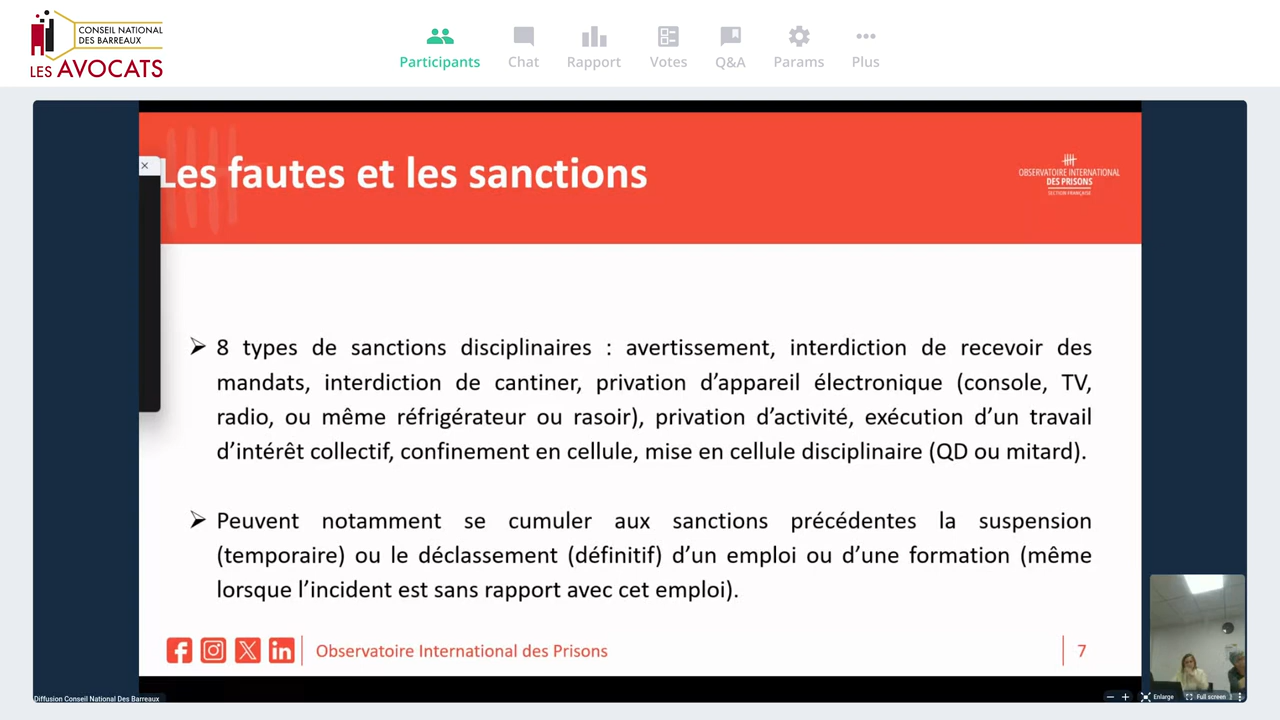 CONSEIL NATIONAL
DES BARREAUX
LES AVOCATS
Participants
Chat
Rapport
Votes
Q&A
Params
Plus
Les fautes et les sanctions
OBSERVATOIRE INTERNATIONAL
DES PRISONS
SECTION FRANÇAISE
8 types de sanctions disciplinaires : avertissement, interdiction de recevoir des
mandats, interdiction de cantiner, privation d’appareil électronique (console, TV,
radio, ou même réfrigérateur ou rasoir), privation d’activité, exécution d’un travail
d’intérêt collectif, confinement en cellule, mise en cellule disciplinaire (QD ou mitard).
Peuvent notamment se cumuler aux sanctions précédentes la suspension
(temporaire) ou le déclassement (définitif) d’un emploi ou d’une formation (même
lorsque l’incident est sans rapport avec cet emploi).
Observatoire International des Prisons
7
Diffusion Conseil National Des Barreaux
Enlarge
Full screen